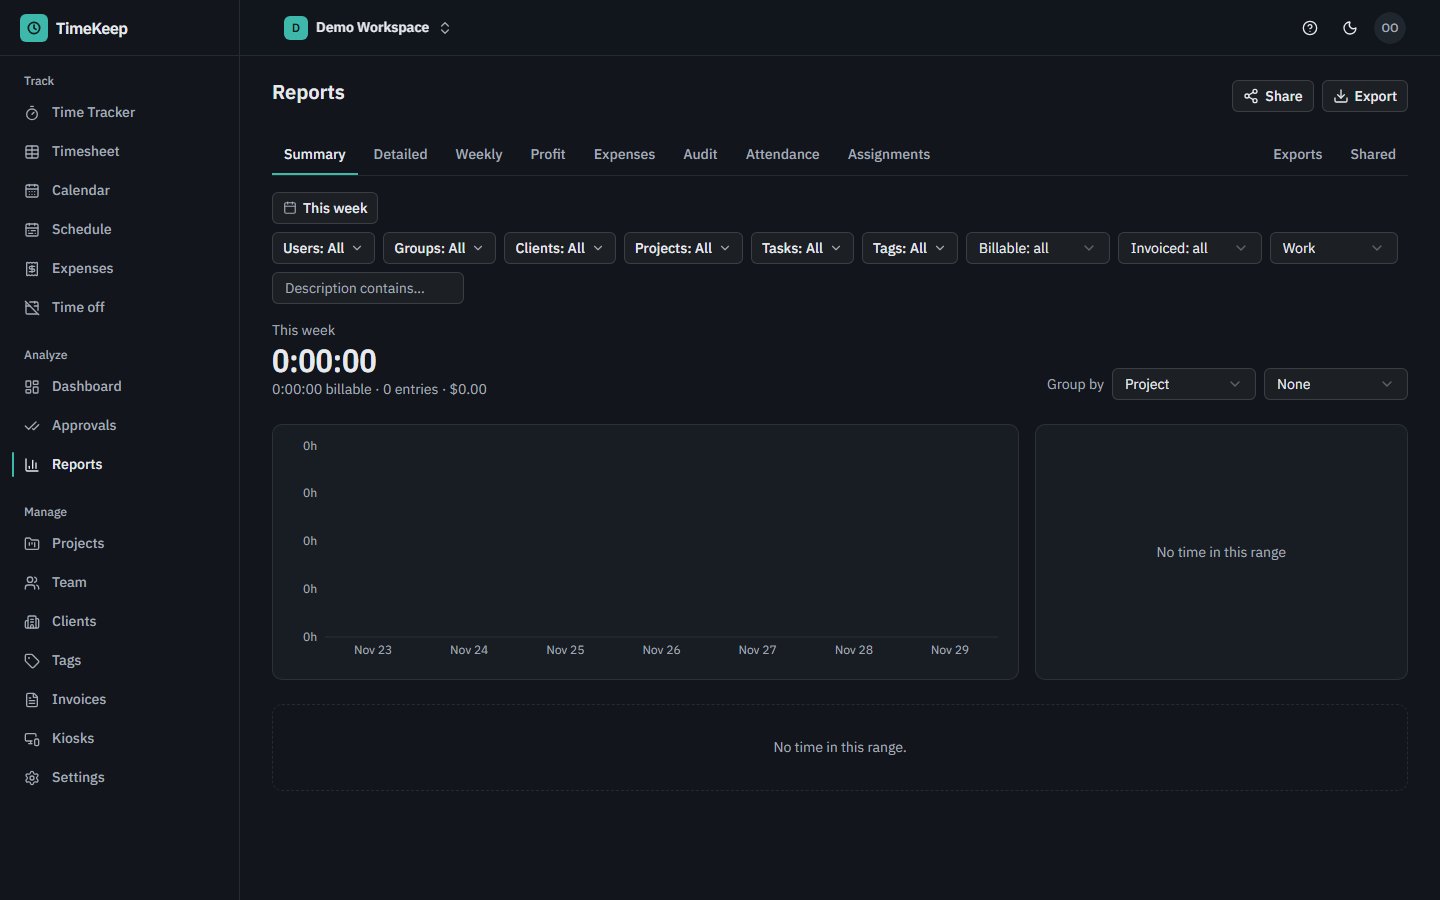 TimeKeep
D
Demo Workspace
OO
Track
Time Tracker
Timesheet
Calendar
Schedule
Expenses
Time off
Analyze
Dashboard
Approvals
Reports
Manage
Projects
Team
Clients
Tags
Invoices
Kiosks
Settings
Reports
Share
Export
Summary
Detailed
Weekly
Profit
Expenses
Audit
Attendance
Assignments
Exports
Shared
This week
Users: All
Groups: All
Clients: All
Projects: All
Tasks: All
Tags: All
Billable: all
Invoiced: all
Work
Description contains...
This week
0:00:00
0:00:00 billable · 0 entries · $0.00
Group by
Project
None
0h
0h
0h
0h
0h
Nov 23
Nov 24
Nov 25
Nov 26
Nov 27
Nov 28
Nov 29
No time in this range
No time in this range.